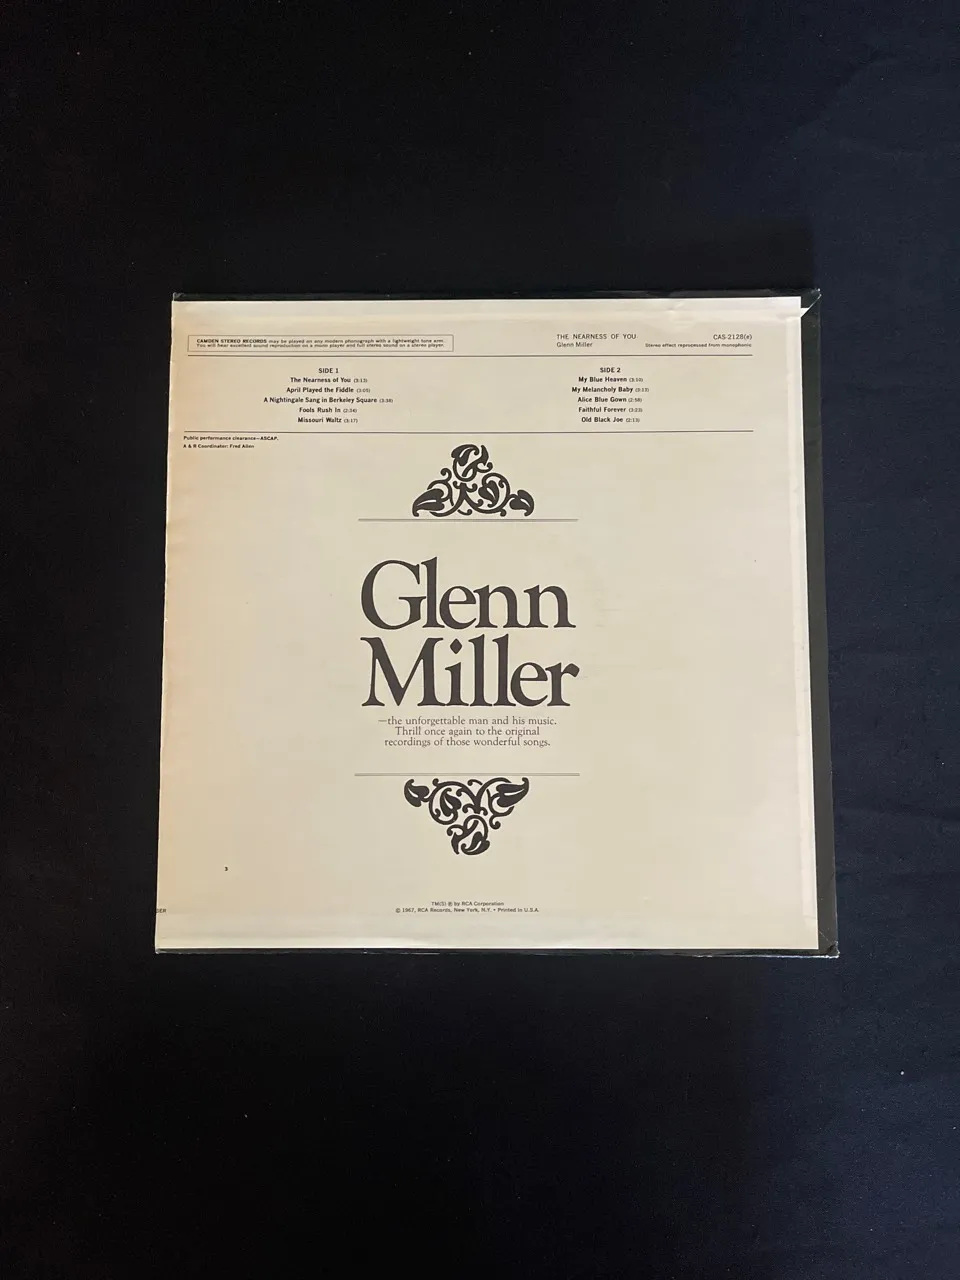 CAMDEN STEREO RECORDS may be played on any modern phonograph with a lightweight tone arm.
You will hear excellent sound reproduction on a mono player and full stereo sound on a stereo player.
THE NEARNESS OF YOU
Glenn Miller
CAS-2128(e)
Stereo effect reprocessed from monophonic
SIDE 1
The Nearness of You (3:13)
April Played the Fiddle (3:05)
A Nightingale Sang in Berkeley Square (3:38)
Fools Rush In (2:34)
Missouri Waltz (3:17)
SIDE 2
My Blue Heaven (3:10)
My Melancholy Baby (3:13)
Alice Blue Gown (2:58)
Faithful Forever (3:23)
Old Black Joe (2:13)
Public performance clearance—ASCAP.
A & R Coordinator: Fred Allen
Glenn
Miller
—the unforgettable man and his music.
Thrill once again to the original
recordings of those wonderful songs.
3
DER
TM(S) ® by RCA Corporation
© 1967, RCA Records, New York, N.Y. • Printed in U.S.A.